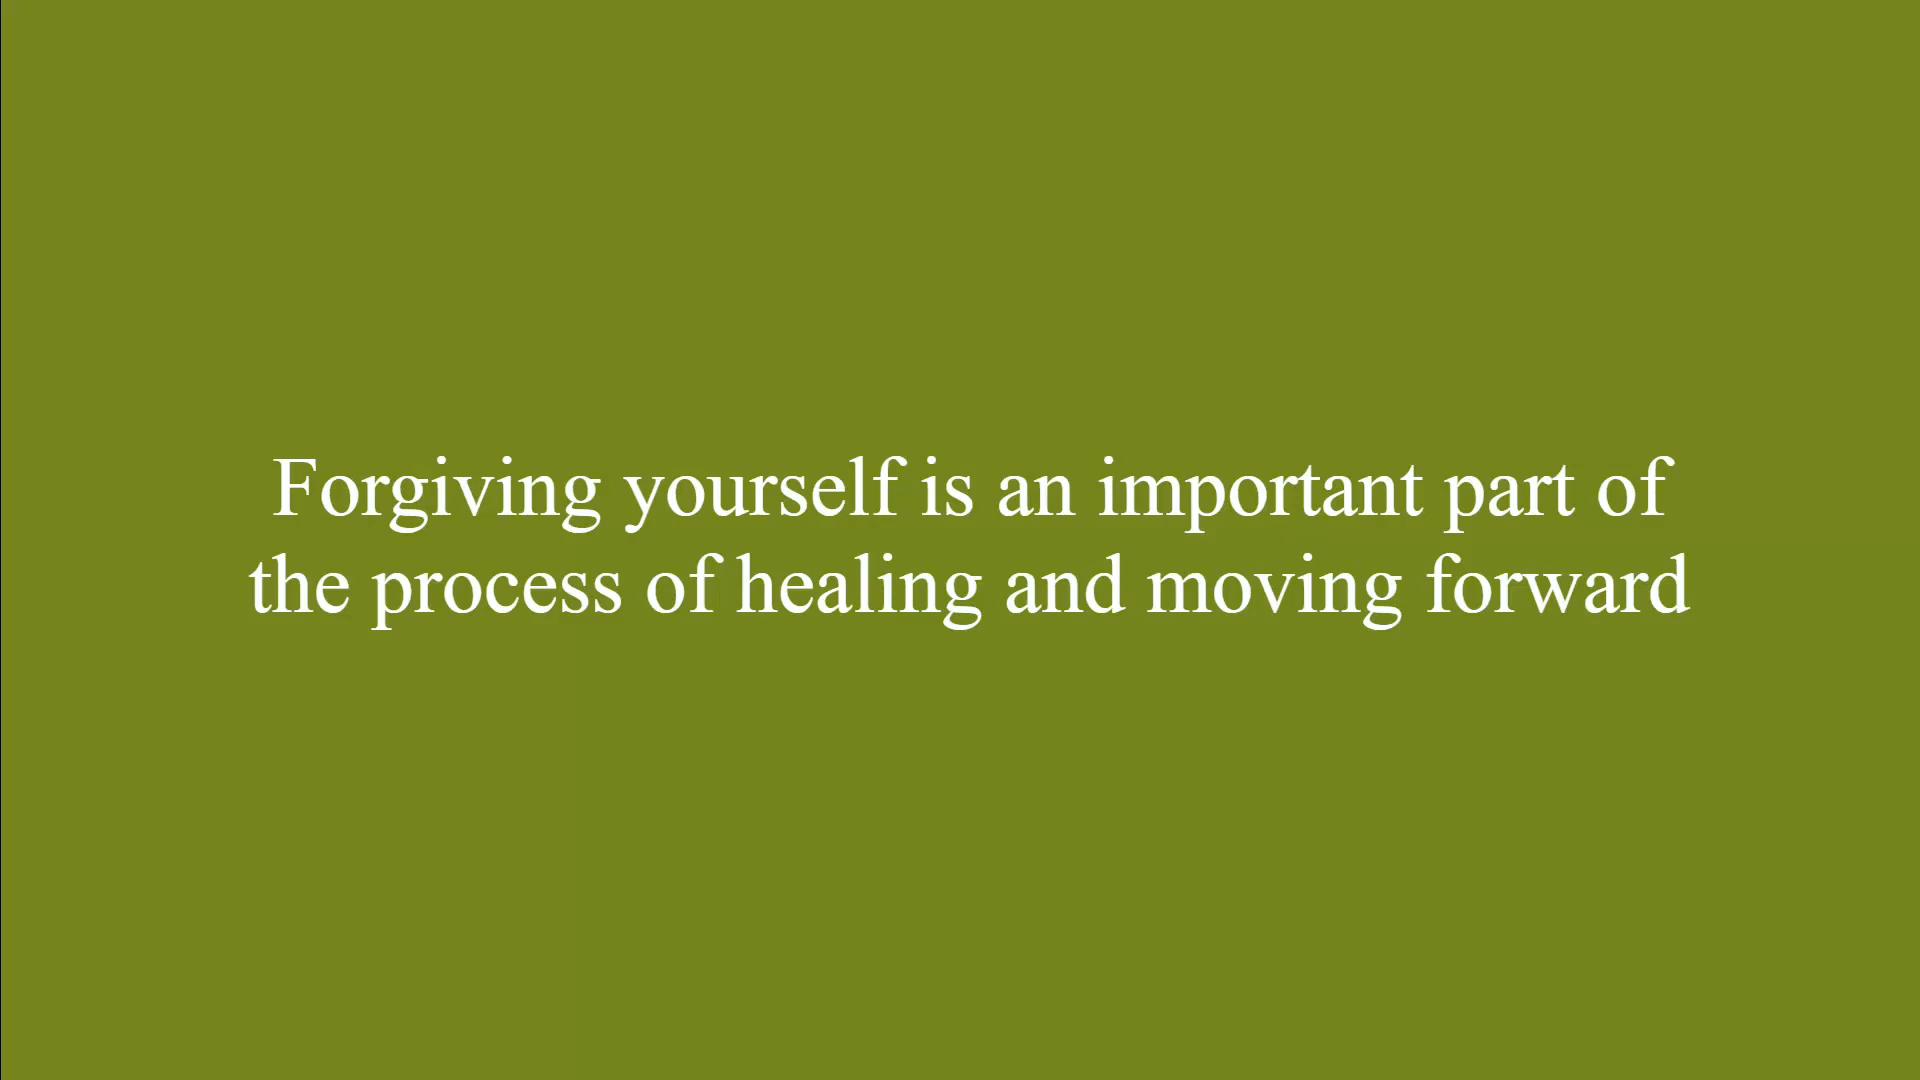 Forgiving yourself is an important part of
the process of healing and moving forward